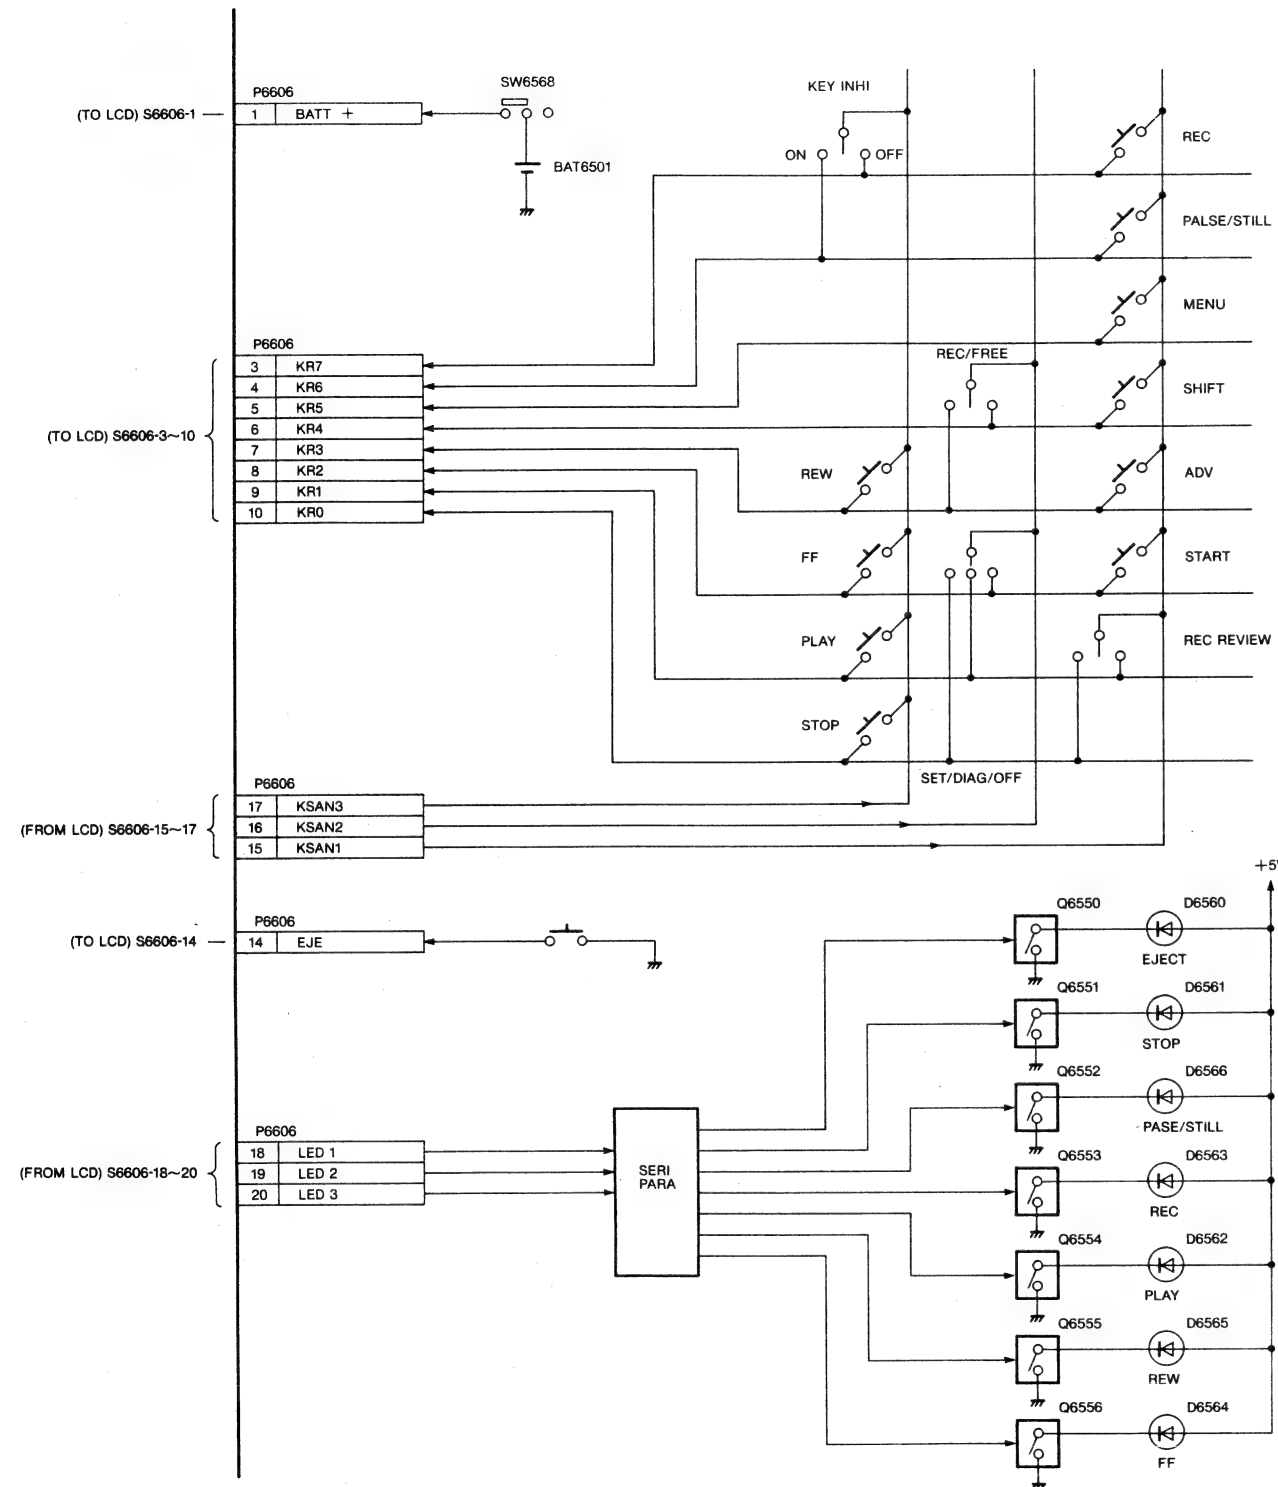 SW6568
P6606
(TO LCD) S6606-1
1 BATT +
BAT6501
KEY INHI
ON
OFF
REC
PALSE/STILL
MENU
P6606
3 KR7
4 KR6
5 KR5
6 KR4
7 KR3
8 KR2
9 KR1
10 KR0
(TO LCD) S6606-3~10
REC/FREE
SHIFT
REW
ADV
FF
START
PLAY
REC REVIEW
STOP
SET/DIAG/OFF
P6606
17 KSAN3
16 KSAN2
15 KSAN1
(FROM LCD) S6606-15~17
P6606
(TO LCD) S6606-14
14 EJE
+5
Q6550 D6560
EJECT
Q6551 D6561
STOP
Q6552 D6566
PASE/STILL
P6606
18 LED 1
19 LED 2
20 LED 3
(FROM LCD) S6606-18~20
SERI
PARA
Q6553 D6563
REC
Q6554 D6562
PLAY
Q6555 D6565
REW
Q6556 D6564
FF